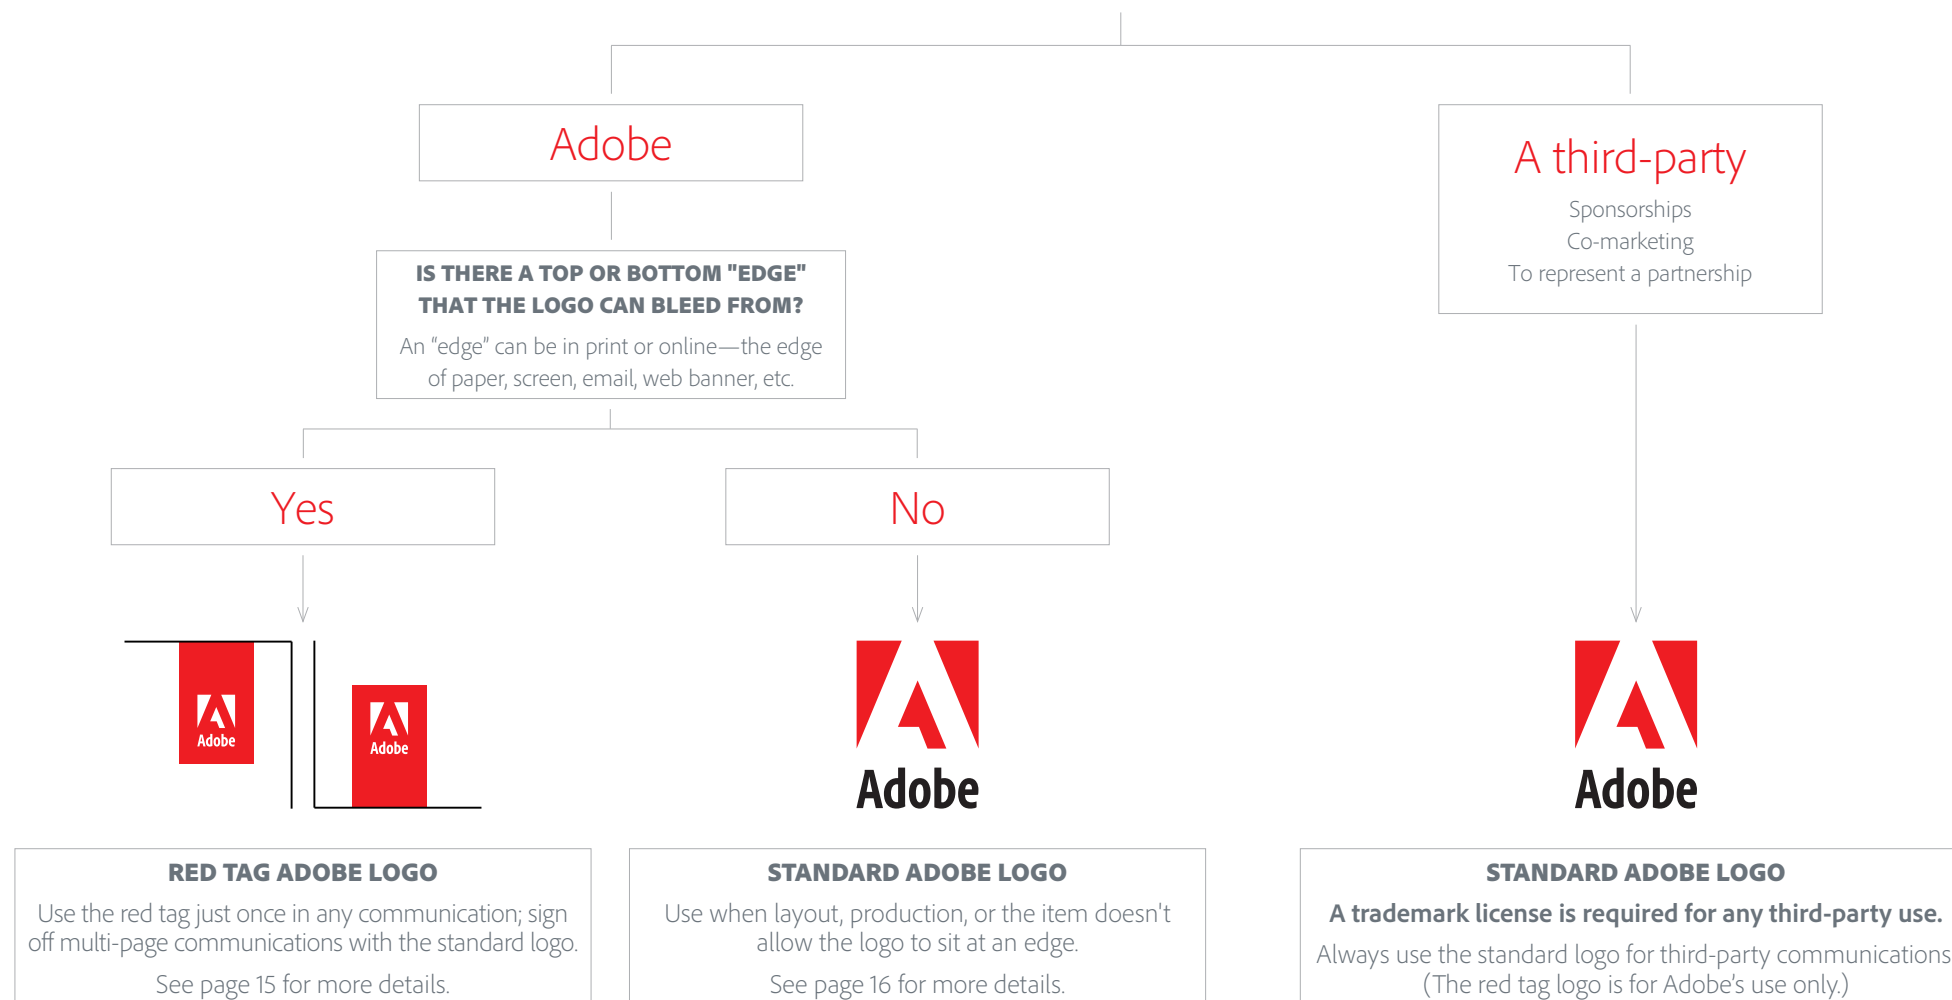 Adobe
A third-party
Sponsorships
Co-marketing
To represent a partnership
IS THERE A TOP OR BOTTOM "EDGE"
THAT THE LOGO CAN BLEED FROM?
An “edge” can be in print or online—the edge
of paper, screen, email, web banner, etc.
Yes
No
Adobe
Adobe
Adobe
Adobe
RED TAG ADOBE LOGO
Use the red tag just once in any communication; sign
off multi-page communications with the standard logo.
See page 15 for more details.
STANDARD ADOBE LOGO
Use when layout, production, or the item doesn't
allow the logo to sit at an edge.
See page 16 for more details.
STANDARD ADOBE LOGO
A trademark license is required for any third-party use.
Always use the standard logo for third-party communications
(The red tag logo is for Adobe’s use only.)